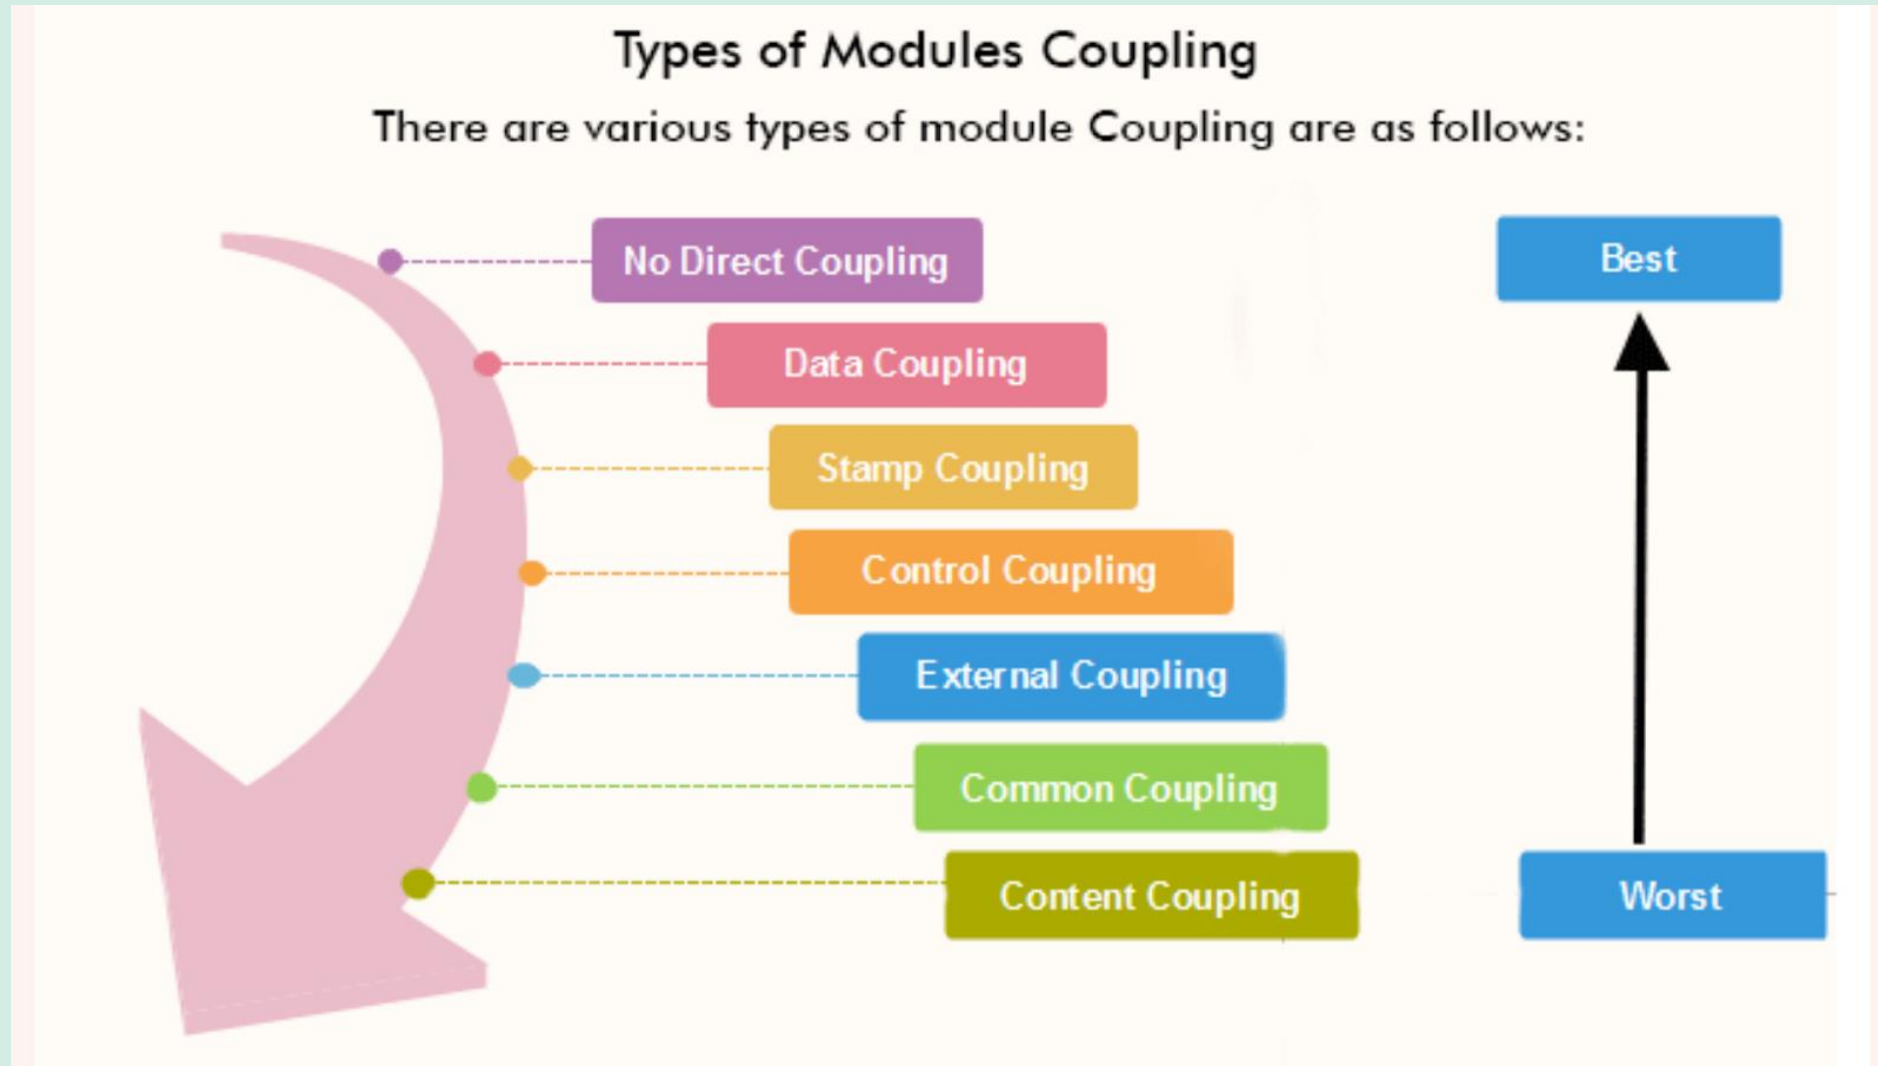 Types of Modules Coupling
There are various types of module Coupling are as follows:
No Direct Coupling
Best
Data Coupling
Stamp Coupling
Control Coupling
External Coupling
Common Coupling
Content Coupling
Worst